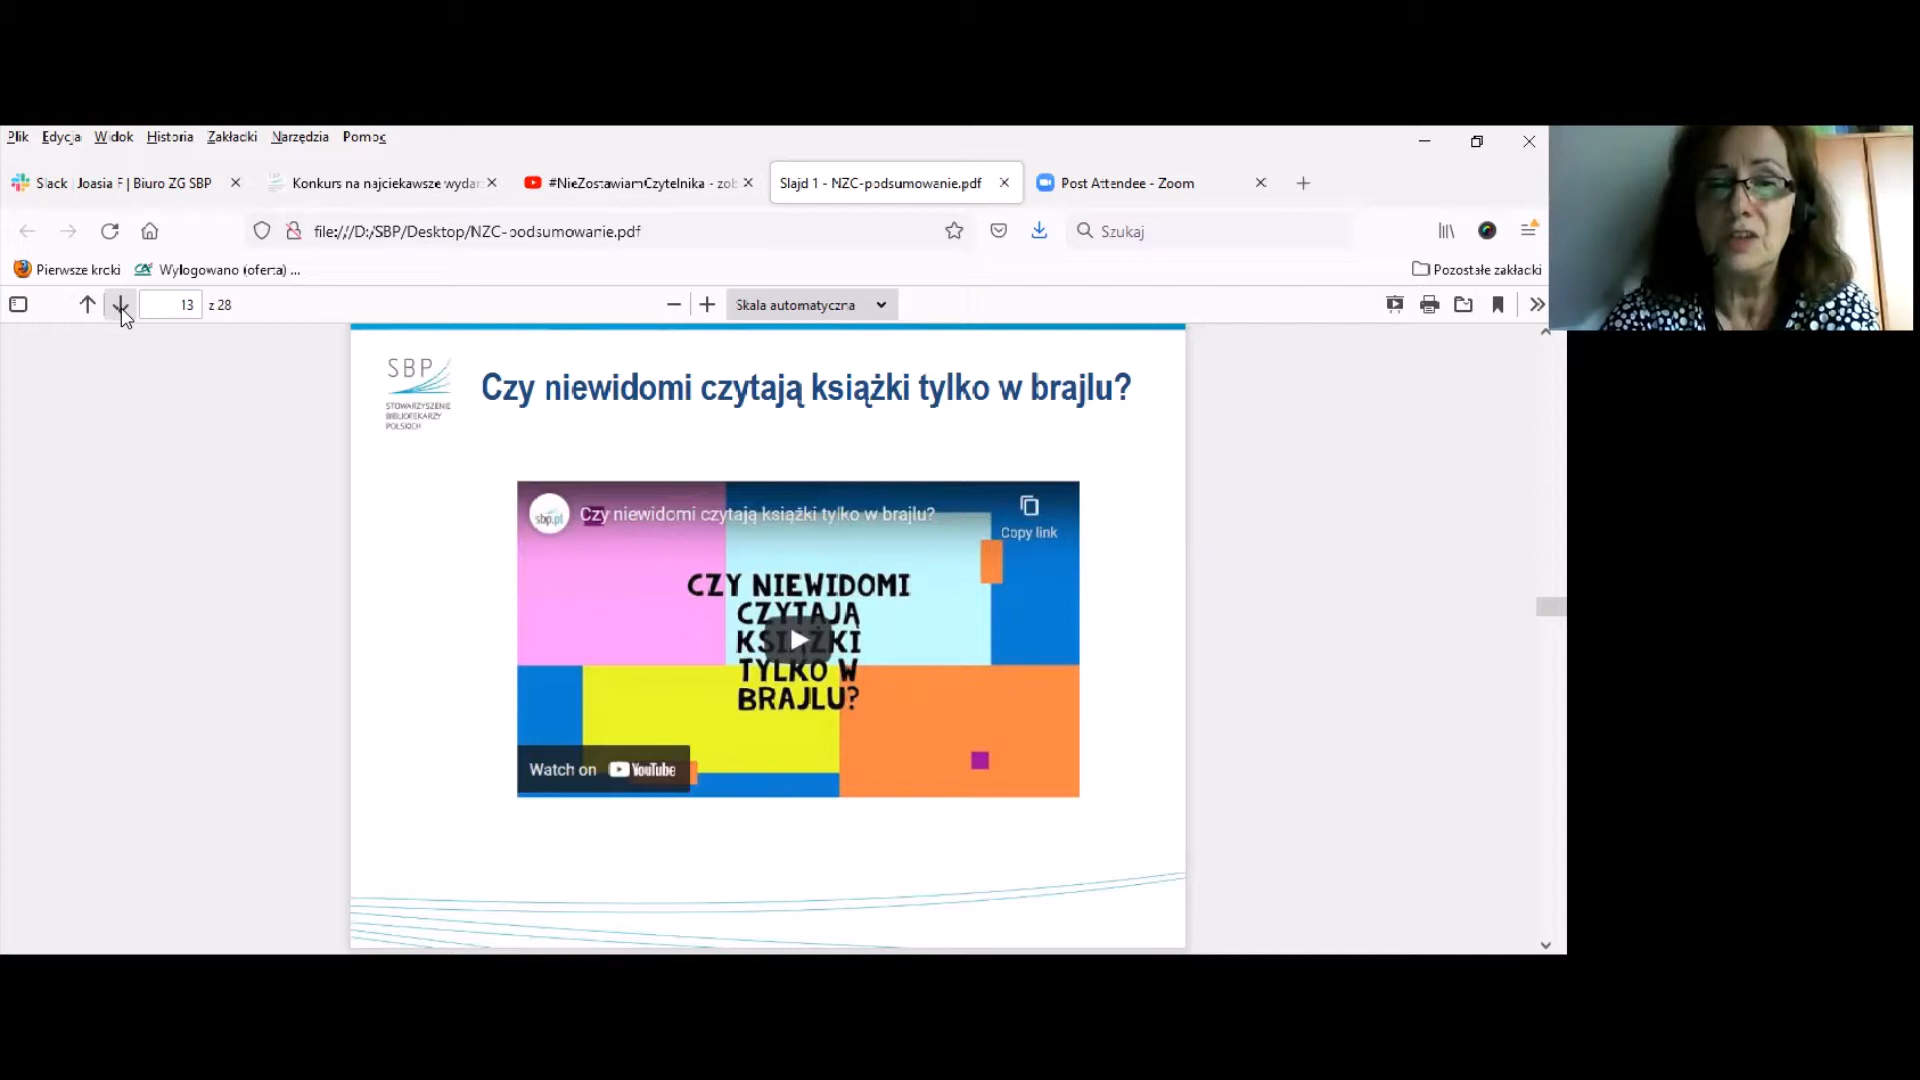 Plik Edycja Widok Historia Zakładki Narzędzia Pomoc
Slack | Joasia F | Biuro ZG SBP
Konkurs na najciekawsze wydar
#NieZostawiamCzytelnika - zob
Slajd 1 - NZC-podsumowanie.pdf
Post Attendee - Zoom
file:///D:/SBP/Desktop/NZC-podsumowanie.pdf
Szukaj
Pierwsze kroki
Wylogowano (oferta) ...
Pozostałe zakładki
13 z 28
Skala automatyczna
SBP
STOWARZYSZENIE
BIBLIOTEKARZY
POLSKICH
Czy niewidomi czytają książki tylko w brajlu?
sbp.pl
Czy niewidomi czytają książki tylko w brajlu?
Copy link
CZY NIEWIDOMI
CZYTAJĄ
KSIĄŻKI
TYLKO W
BRAJLU?
Watch on YouTube